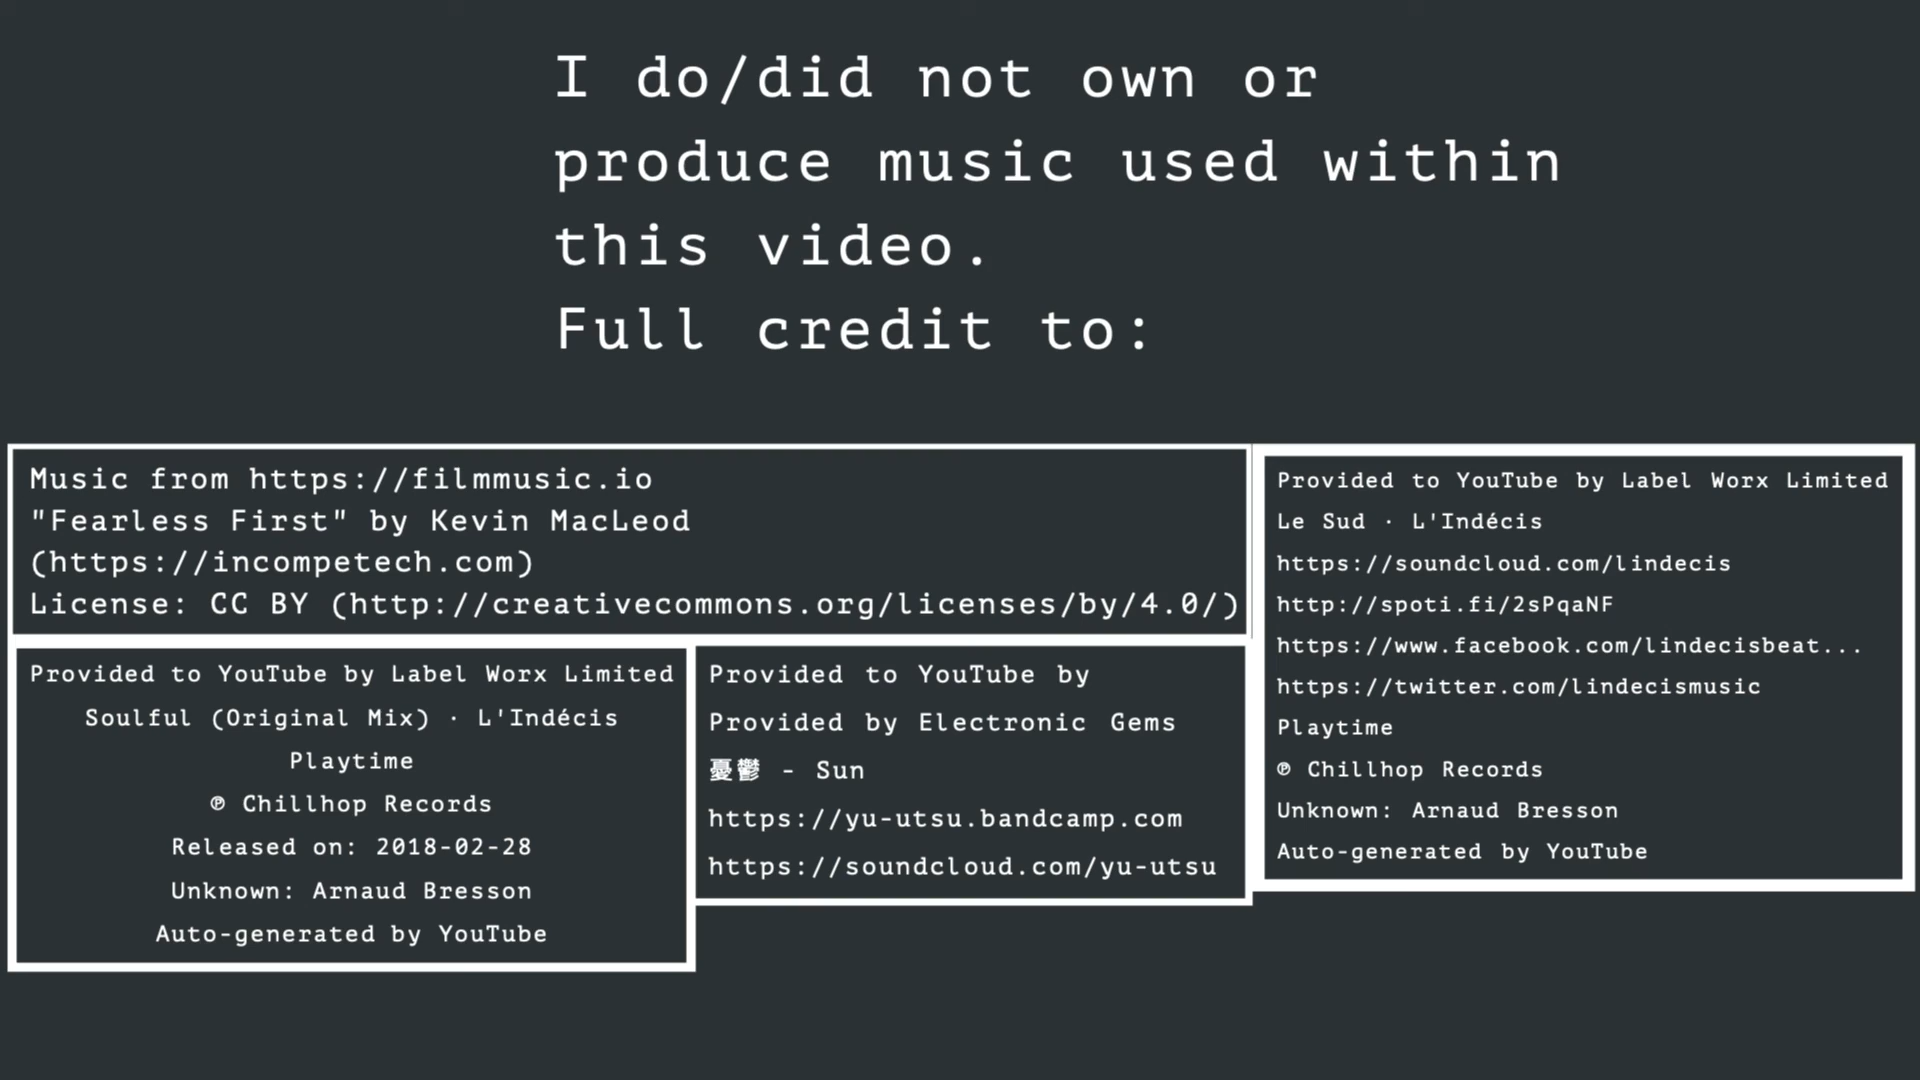 I do/did not own or
produce music used within
this video.
Full credit to:
Music from https://filmmusic.io
"Fearless First" by Kevin MacLeod
(https://incompetech.com)
License: CC BY (http://creativecommons.org/licenses/by/4.0/)
Provided to YouTube by Label Worx Limited
Soulful (Original Mix) · L'Indécis
Playtime
℗ Chillhop Records
Released on: 2018-02-28
Unknown: Arnaud Bresson
Auto-generated by YouTube
Provided to YouTube by
Provided by Electronic Gems
憂鬱 - Sun
https://yu-utsu.bandcamp.com
https://soundcloud.com/yu-utsu
Provided to YouTube by Label Worx Limited
Le Sud · L'Indécis
https://soundcloud.com/lindecis
http://spoti.fi/2sPqaNF
https://www.facebook.com/lindecisbeat...
https://twitter.com/lindecismusic
Playtime
℗ Chillhop Records
Unknown: Arnaud Bresson
Auto-generated by YouTube